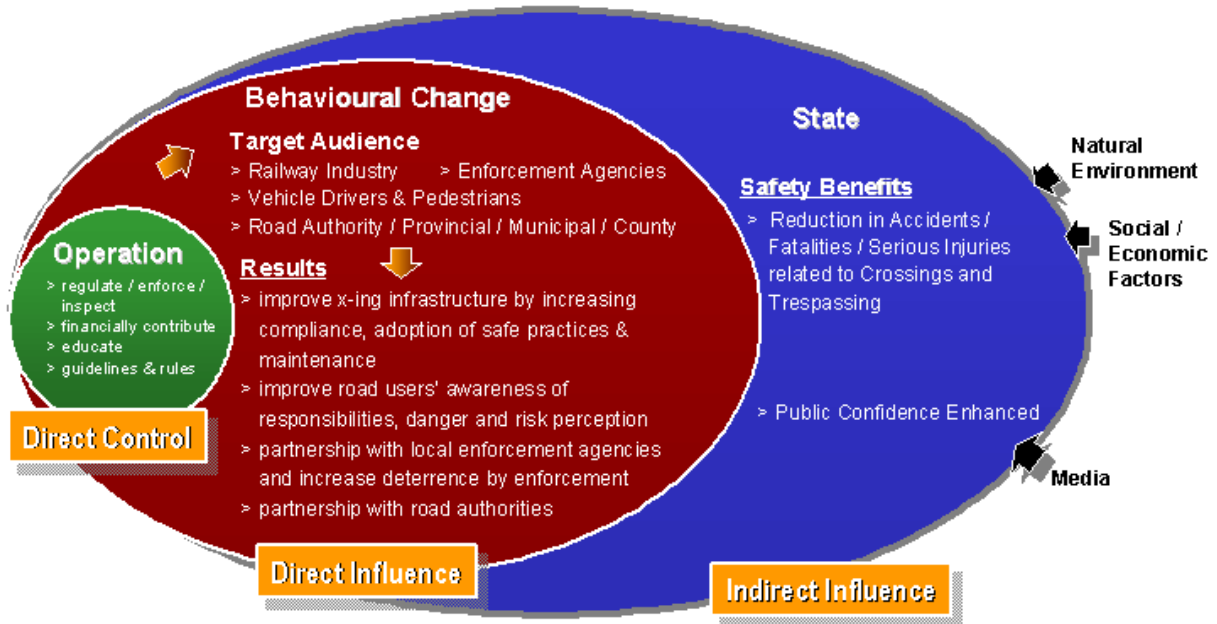 Behavioural Change
Target Audience
> Railway Industry > Enforcement Agencies
> Vehicle Drivers & Pedestrians
> Road Authority / Provincial / Municipal / County
Operation
> regulate / enforce /
inspect
> financially contribute
> educate
> guidelines & rules
Direct Control
Results
> improve x-ing infrastructure by increasing
compliance, adoption of safe practices &
maintenance
> improve road users' awareness of
responsibilities, danger and risk perception
> partnership with local enforcement agencies
and increase deterrence by enforcement
> partnership with road authorities
Direct Influence
State
Safety Benefits
> Reduction in Accidents /
Fatalities / Serious Injuries
related to Crossings and
Trespassing
> Public Confidence Enhanced
Indirect Influence
Natural
Environment
Social /
Economic
Factors
Media